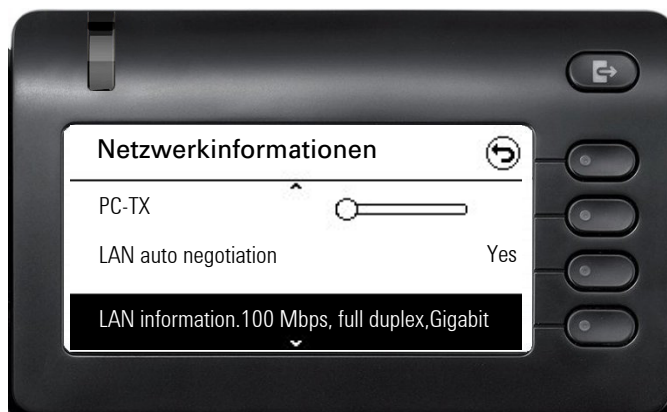 Netzwerkinformationen
PC-TX
LAN auto negotiation Yes
LAN information.100 Mbps, full duplex,Gigabit